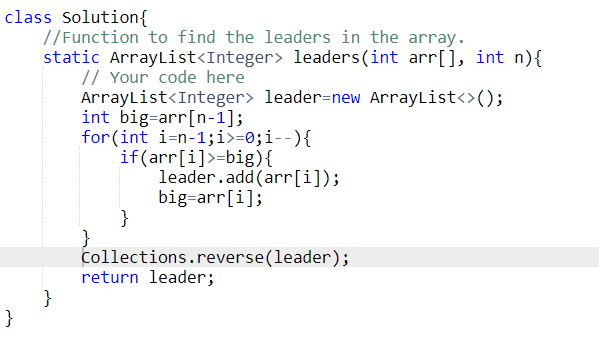 class Solution{
    //Function to find the leaders in the array.
    static ArrayList<Integer> leaders(int arr[], int n){
        // Your code here
        ArrayList<Integer> leader=new ArrayList<>();
        int big=arr[n-1];
        for(int i=n-1;i>=0;i--){
            if(arr[i]>=big){
                leader.add(arr[i]);
                big=arr[i];
            }
        }
        Collections.reverse(leader);
        return leader;
    }
}